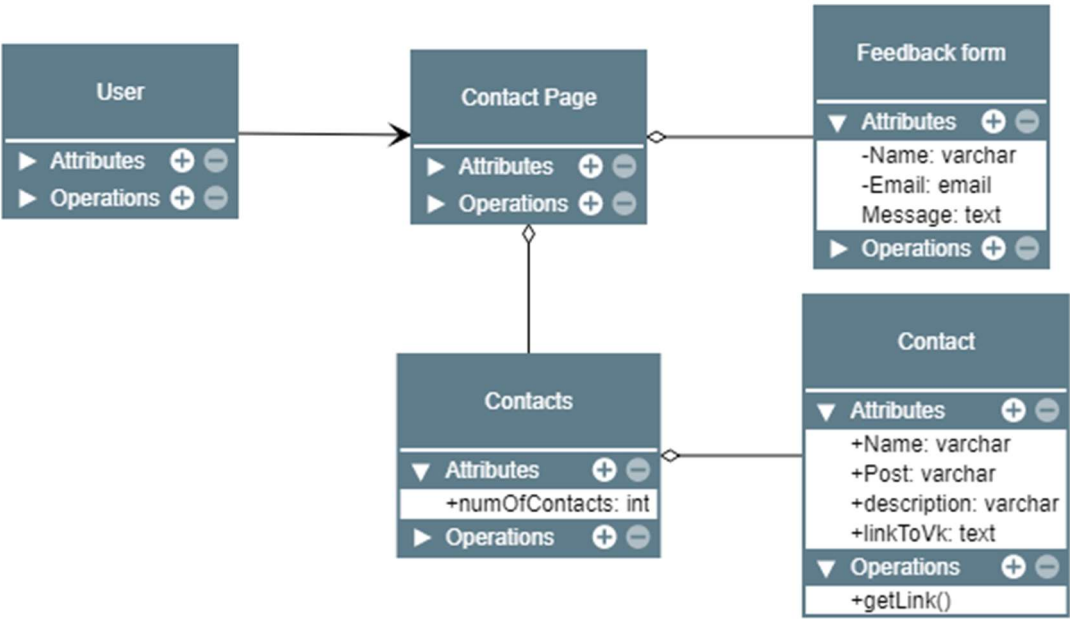 User
Attributes
Operations
Contact Page
Attributes
Operations
Feedback form
Attributes
-Name: varchar
-Email: email
Message: text
Operations
Contacts
Attributes
+numOfContacts: int
Operations
Contact
Attributes
+Name: varchar
+Post: varchar
+description: varchar
+linkToVk: text
Operations
+getLink()